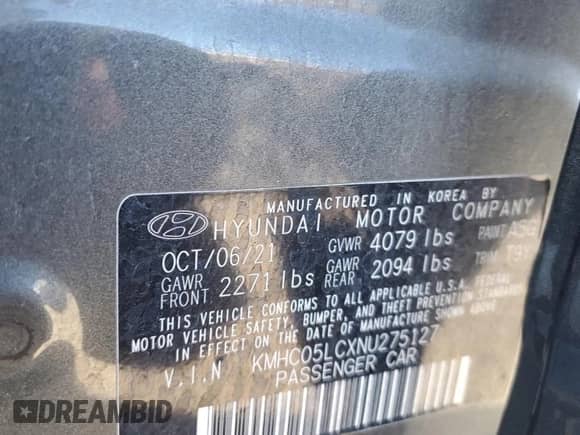 MANUFACTURED IN KOREA BY
HYUNDAI MOTOR COMPANY
OCT/06/21 GVWR 4079 lbs PAINT
GAWR FRONT 2271 lbs GAWR REAR 2094 lbs TRIM
THIS VEHICLE CONFORMS TO ALL APPLICABLE U.S.A. FEDERAL
MOTOR VEHICLE SAFETY, BUMPER, AND THEFT PREVENTION STANDARDS
IN EFFECT ON THE DATE OF MANUFACTURE SHOWN ABOVE
V.I.N KMHC05LCXNU275127
PASSENGER CAR
DREAMBID